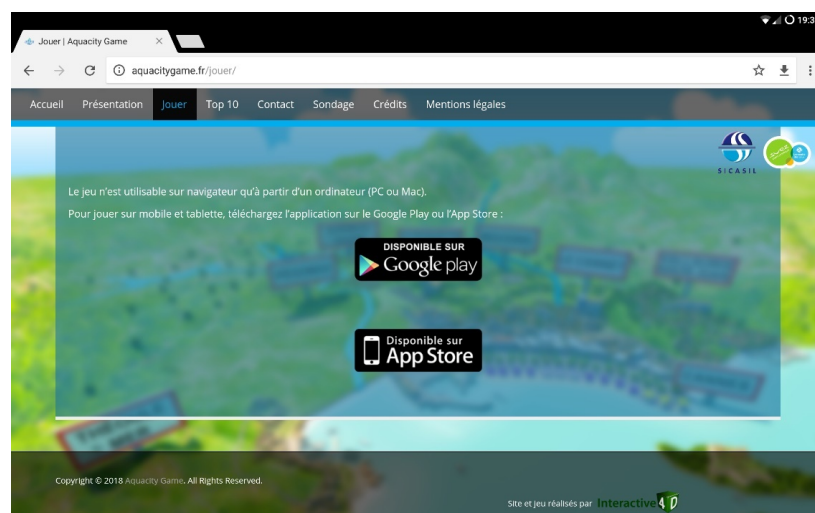 19:3
Jouer | Aquacity Game
aquacitygame.fr/jouer/
Accueil Présentation Jouer Top 10 Contact Sondage Crédits Mentions légales
SICASIL
Le jeu n'est utilisable sur navigateur qu'à partir d'un ordinateur (PC ou Mac).
Pour jouer sur mobile et tablette, téléchargez l'application sur le Google Play ou l'App Store :
DISPONIBLE SUR
Google play
Disponible sur
App Store
Copyright © 2018 Aquacity Game. All Rights Reserved.
Site et jeu réalisés par Interactive4D